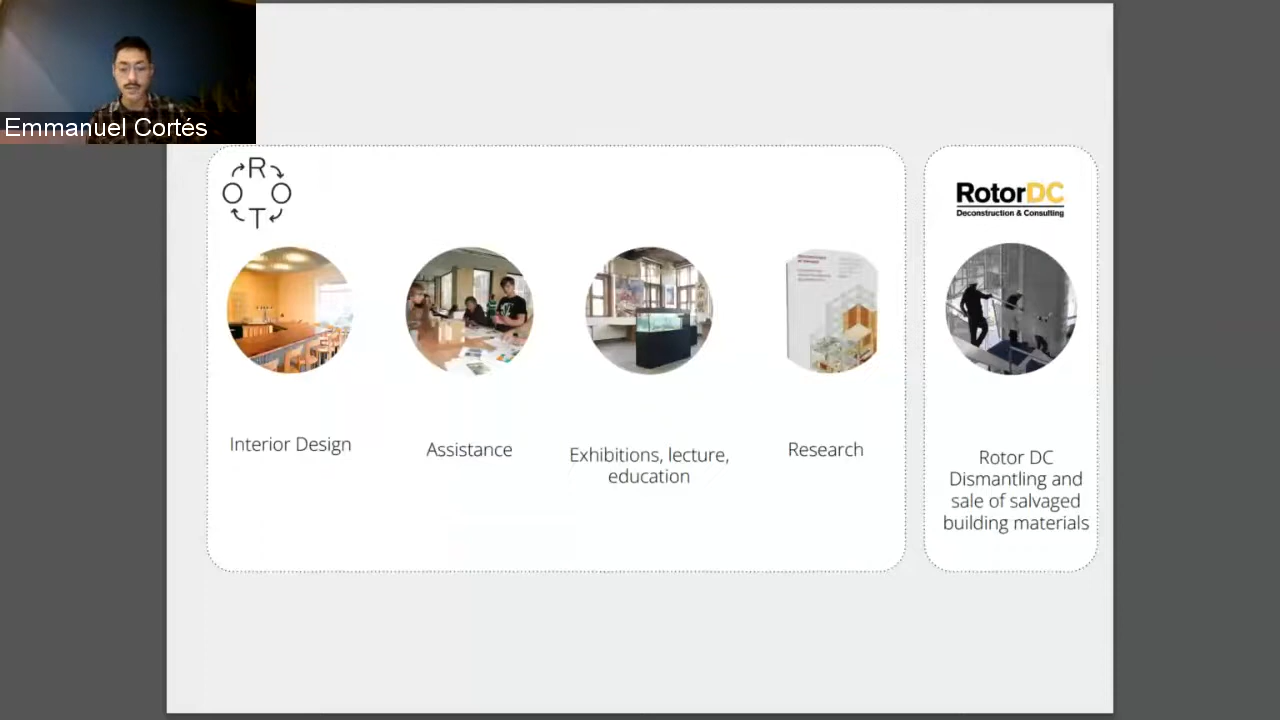 Emmanuel Cortés
R
O O
T
RotorDC
Deconstruction & Consulting
Interior Design
Assistance
Exhibitions, lecture,
education
Research
Rotor DC
Dismantling and
sale of salvaged
building materials